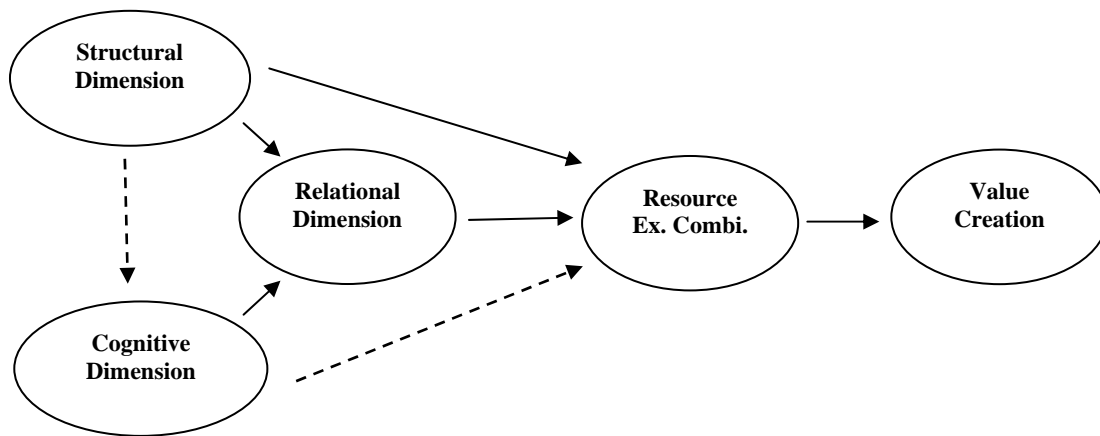 Structural
Dimension
Relational
Dimension
Resource
Ex. Combi.
Value
Creation
Cognitive
Dimension